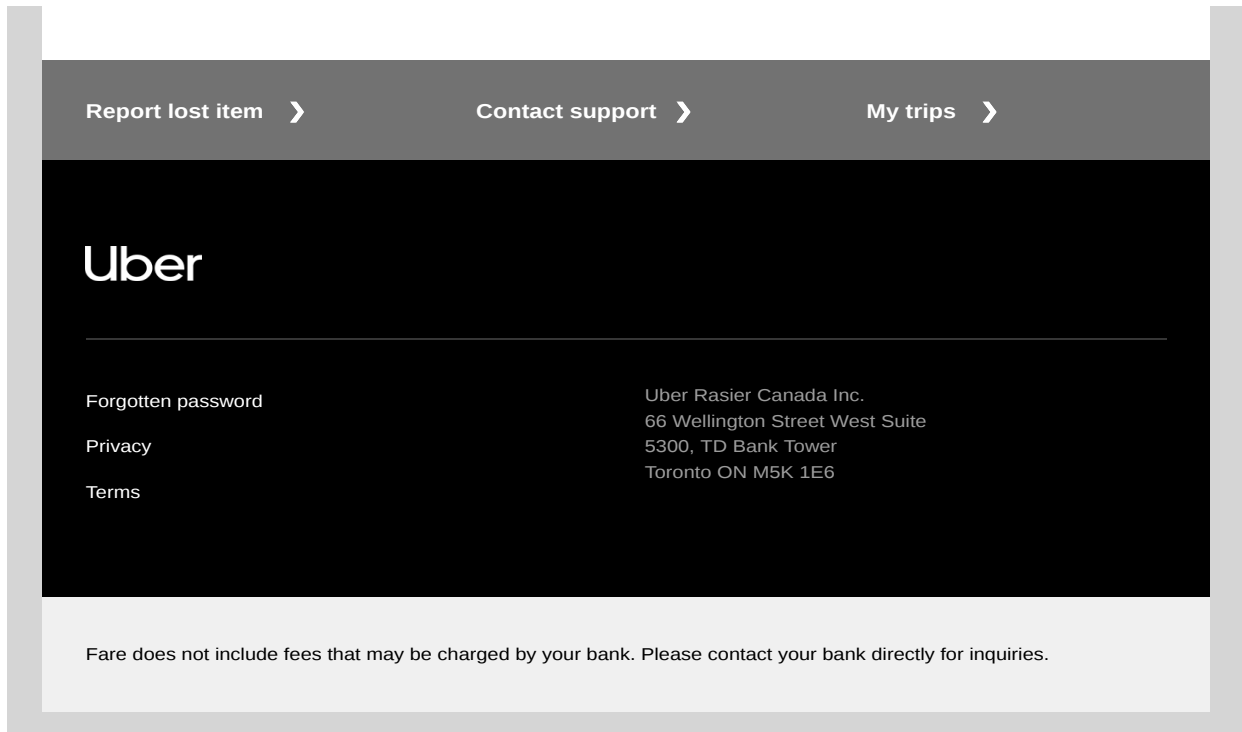 Report lost item ❯
Contact support ❯
My trips ❯
Uber
Forgotten password
Privacy
Terms
Uber Rasier Canada Inc.
66 Wellington Street West Suite
5300, TD Bank Tower
Toronto ON M5K 1E6
Fare does not include fees that may be charged by your bank. Please contact your bank directly for inquiries.